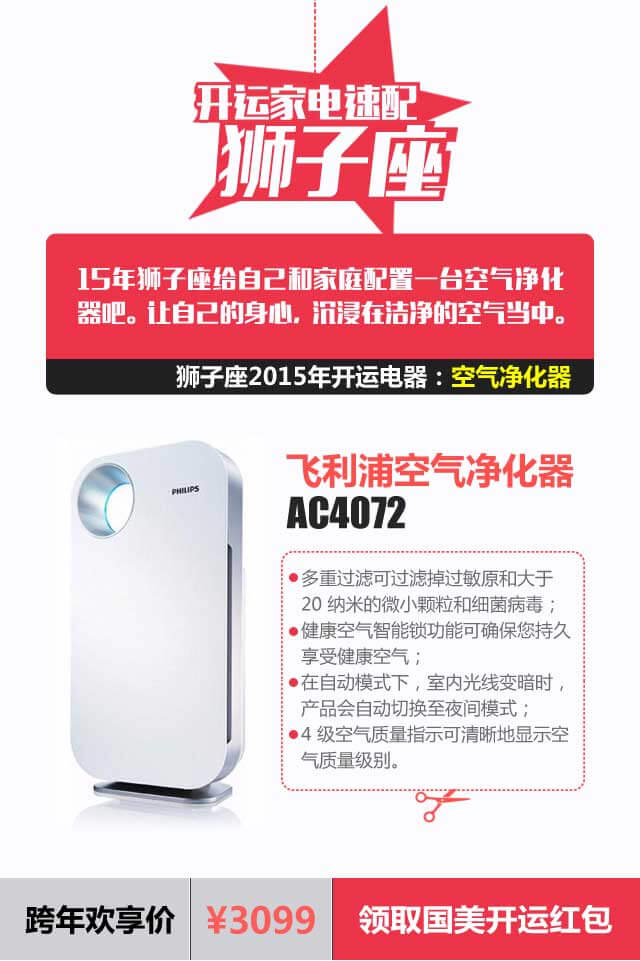 开运家电速配
狮子座
15年狮子座给自己和家庭配置一台空气净化
器吧。让自己的身心，沉浸在洁净的空气当中。
狮子座2015年开运电器：空气净化器
PHILIPS
飞利浦空气净化器
AC4072
●多重过滤可过滤掉过敏原和大于
20 纳米的微小颗粒和细菌病毒；
●健康空气智能锁功能可确保您持久
享受健康空气；
●在自动模式下，室内光线变暗时，
产品会自动切换至夜间模式；
●4 级空气质量指示可清晰地显示空
气质量级别。
跨年欢享价
¥3099
领取国美开运红包